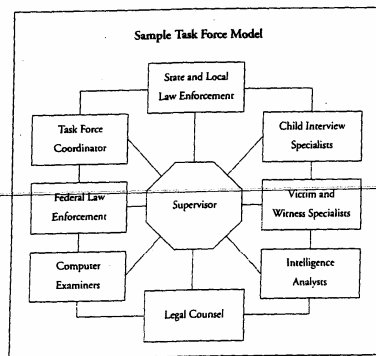 Sample Task Force Model
State and Local
Law Enforcement
Task Force
Coordinator
Child Interview
Specialists
Federal Law
Enforcement
Supervisor
Victim and
Witness Specialists
Computer
Examiners
Intelligence
Analysts
Legal Counsel